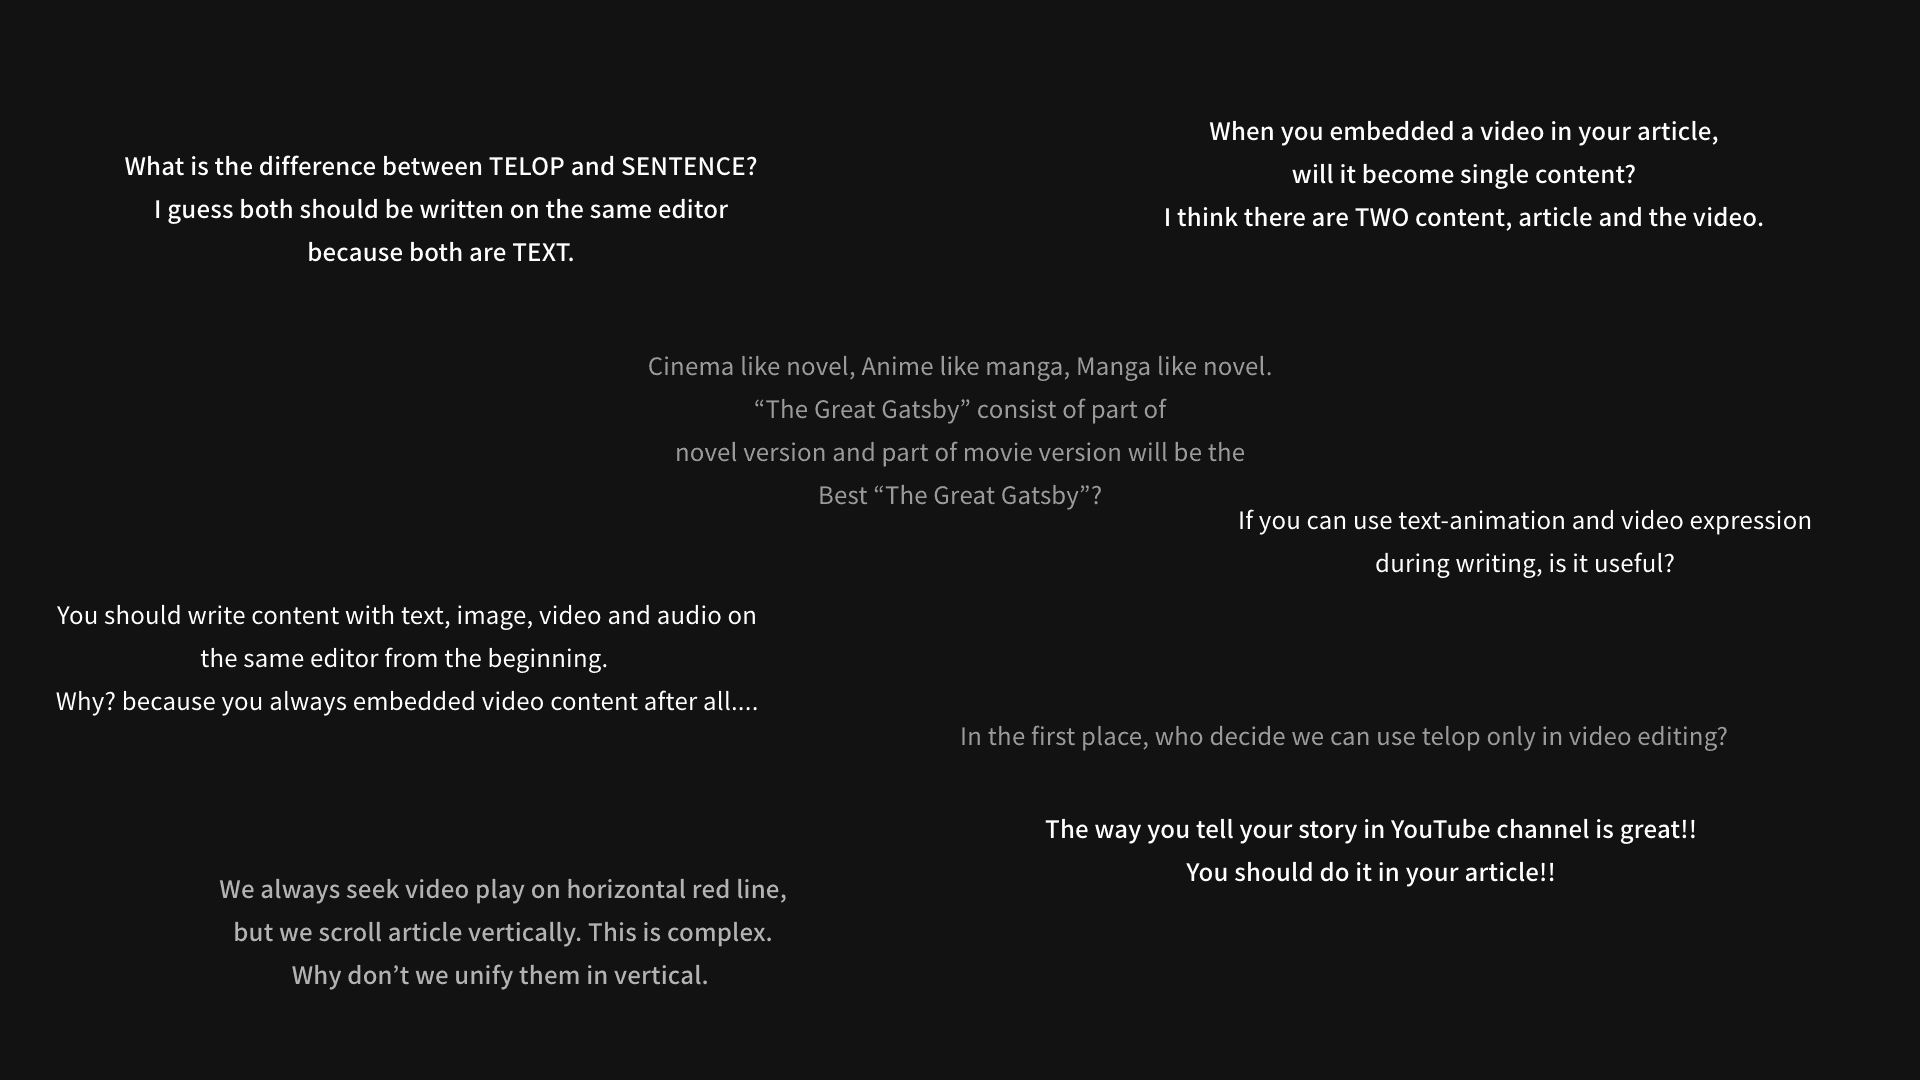 What is the difference between TELOP and SENTENCE?
I guess both should be written on the same editor
because both are TEXT.
When you embedded a video in your article,
will it become single content?
I think there are TWO content, article and the video.
Cinema like novel, Anime like manga, Manga like novel.
“The Great Gatsby” consist of part of
novel version and part of movie version will be the
Best “The Great Gatsby”?
If you can use text-animation and video expression
during writing, is it useful?
You should write content with text, image, video and audio on
the same editor from the beginning.
Why? because you always embedded video content after all....
In the first place, who decide we can use telop only in video editing?
The way you tell your story in YouTube channel is great!!
You should do it in your article!!
We always seek video play on horizontal red line,
but we scroll article vertically. This is complex.
Why don’t we unify them in vertical.